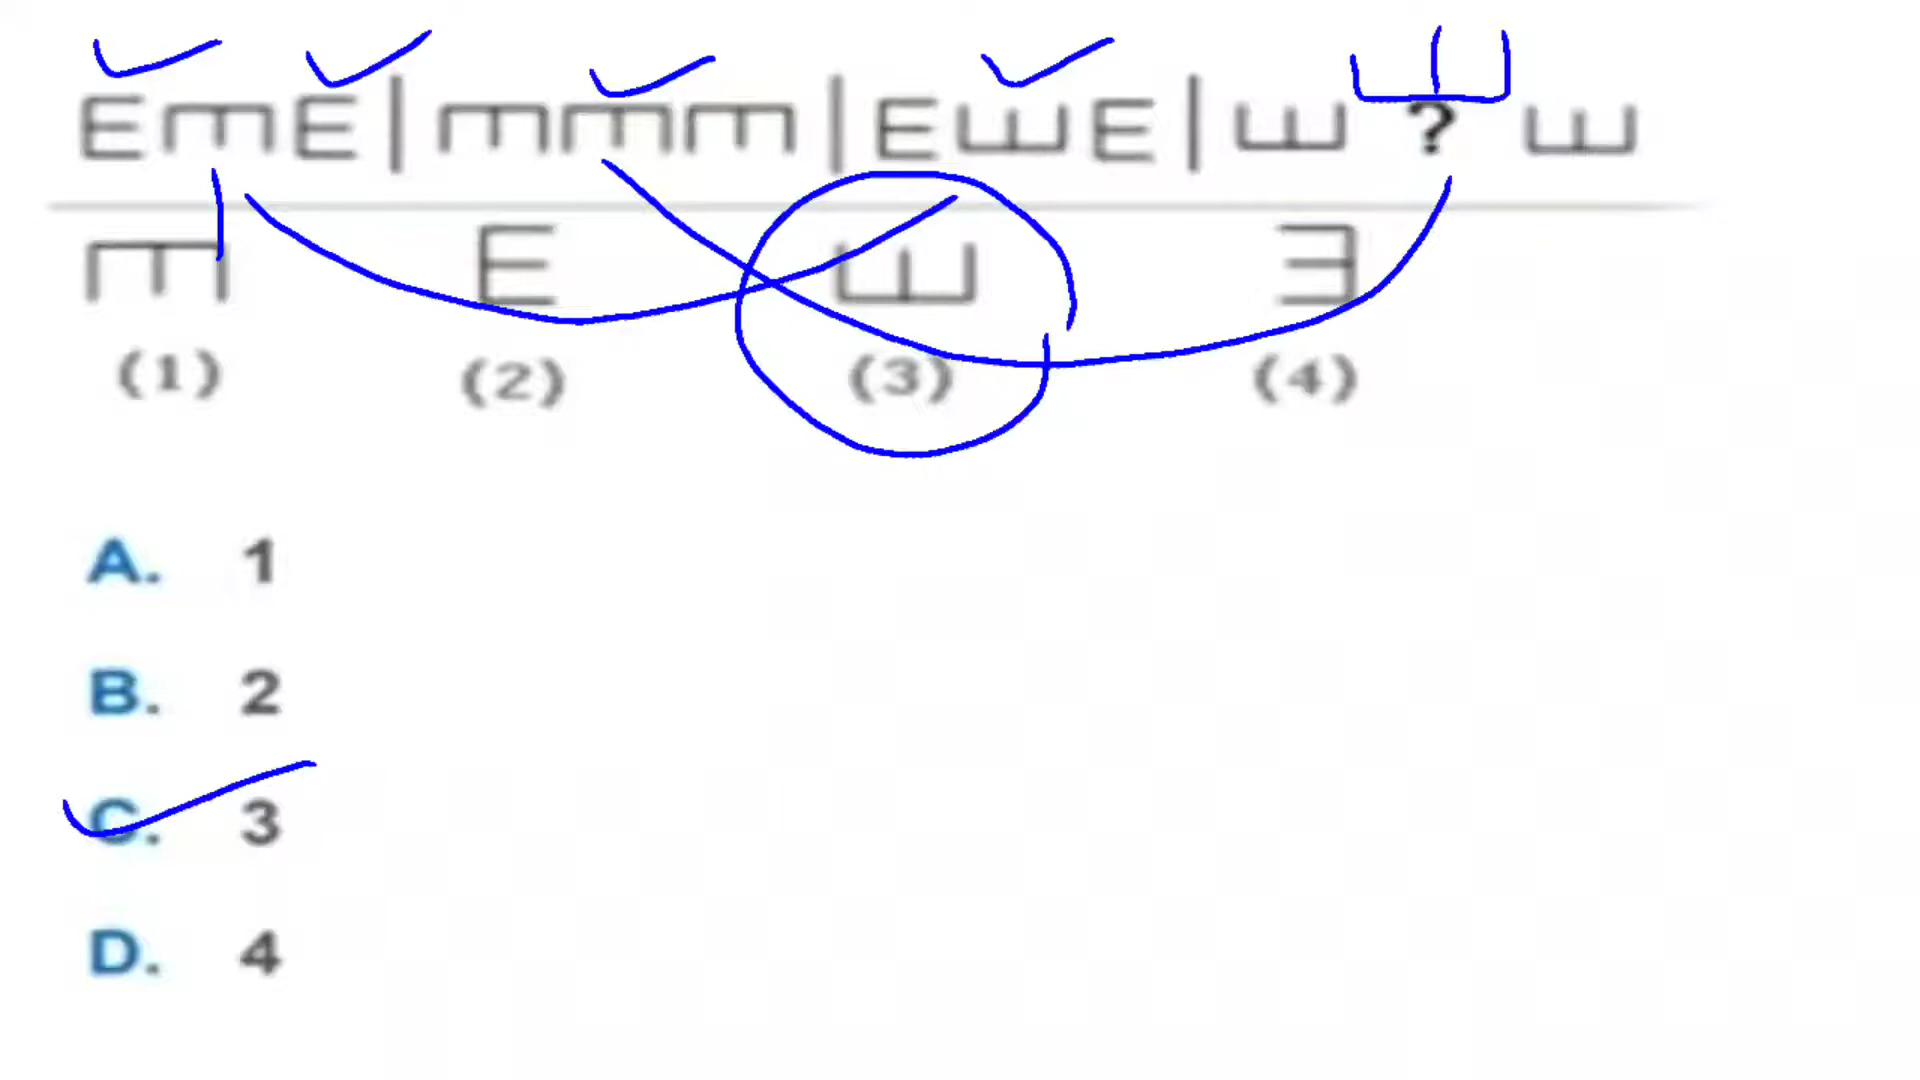 E m E | m m m | E Ш E | Ш ? Ш
m E Ш Ǝ
(1) (2) (3) (4)
A. 1
B. 2
C. 3
D. 4